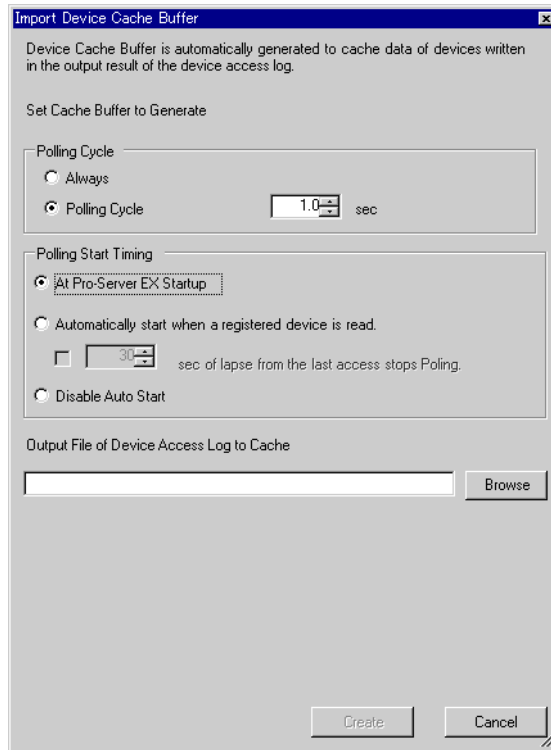 Import Device Cache Buffer
Device Cache Buffer is automatically generated to cache data of devices written
in the output result of the device access log.
Set Cache Buffer to Generate
Polling Cycle
Always
Polling Cycle 1.0 sec
Polling Start Timing
At Pro-Server EX Startup
Automatically start when a registered device is read.
30 sec of lapse from the last access stops Poling.
Disable Auto Start
Output File of Device Access Log to Cache
Browse
Create Cancel